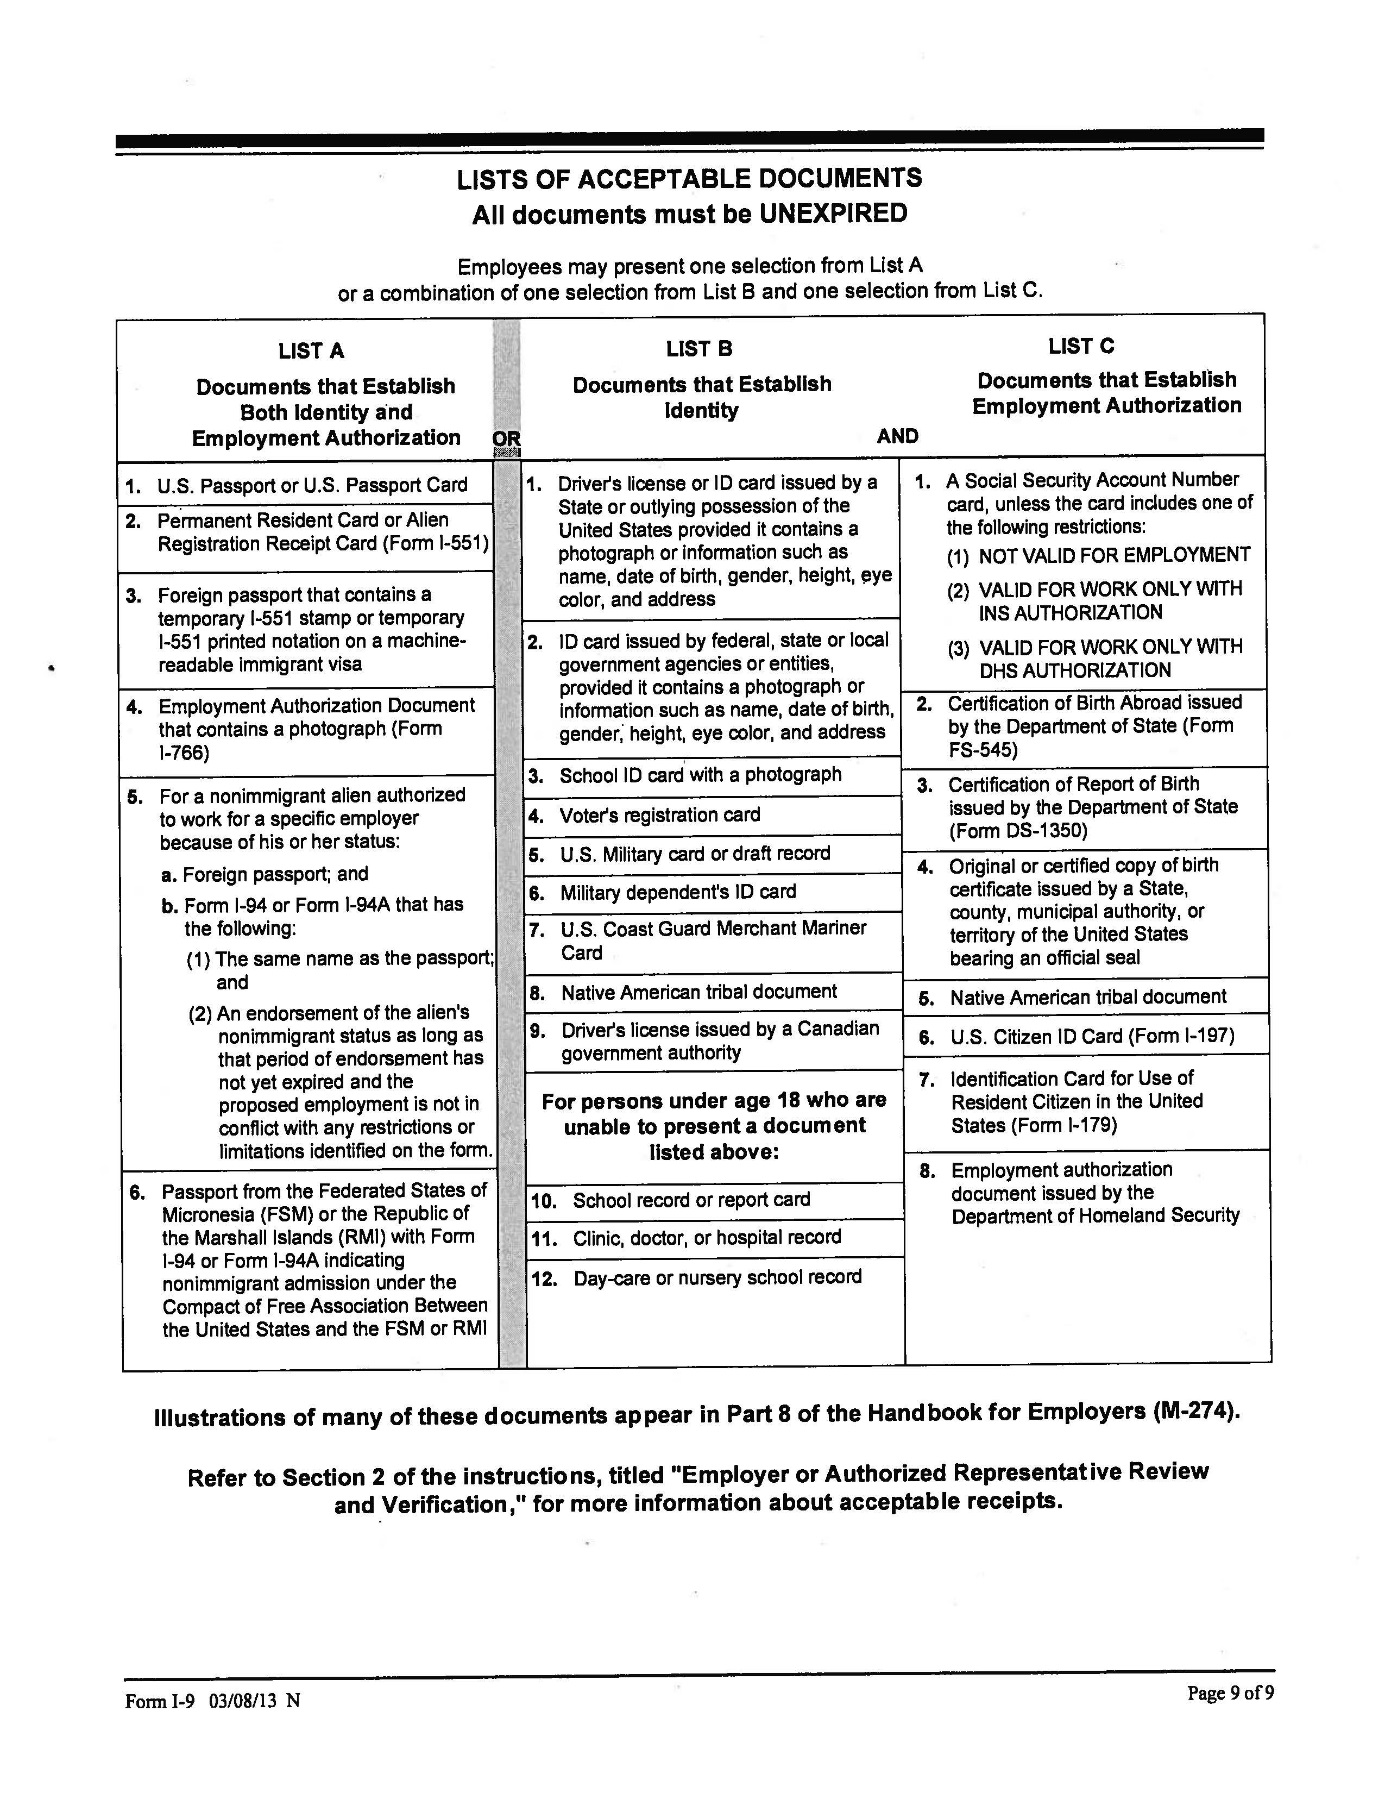 LISTS OF ACCEPTABLE DOCUMENTS
All documents must be UNEXPIRED
Employees may present one selection from List A
or a combination of one selection from List B and one selection from List C.
LIST A
Documents that Establish
Both Identity and
Employment Authorization
OR
LIST B
Documents that Establish
Identity
AND
LIST C
Documents that Establish
Employment Authorization
1. U.S. Passport or U.S. Passport Card
2. Permanent Resident Card or Alien
Registration Receipt Card (Form I-551)
3. Foreign passport that contains a
temporary I-551 stamp or temporary
I-551 printed notation on a machine-
readable immigrant visa
4. Employment Authorization Document
that contains a photograph (Form
I-766)
5. For a nonimmigrant alien authorized
to work for a specific employer
because of his or her status:
a. Foreign passport; and
b. Form I-94 or Form I-94A that has
the following:
(1) The same name as the passport;
and
(2) An endorsement of the alien's
nonimmigrant status as long as
that period of endorsement has
not yet expired and the
proposed employment is not in
conflict with any restrictions or
limitations identified on the form.
6. Passport from the Federated States of
Micronesia (FSM) or the Republic of
the Marshall Islands (RMI) with Form
I-94 or Form I-94A indicating
nonimmigrant admission under the
Compact of Free Association Between
the United States and the FSM or RMI
1. Driver's license or ID card issued by a
State or outlying possession of the
United States provided it contains a
photograph or information such as
name, date of birth, gender, height, eye
color, and address
2. ID card issued by federal, state or local
government agencies or entities,
provided it contains a photograph or
information such as name, date of birth,
gender, height, eye color, and address
3. School ID card with a photograph
4. Voter's registration card
5. U.S. Military card or draft record
6. Military dependent's ID card
7. U.S. Coast Guard Merchant Mariner
Card
8. Native American tribal document
9. Driver's license issued by a Canadian
government authority
For persons under age 18 who are
unable to present a document
listed above:
10. School record or report card
11. Clinic, doctor, or hospital record
12. Day-care or nursery school record
1. A Social Security Account Number
card, unless the card includes one of
the following restrictions:
(1) NOT VALID FOR EMPLOYMENT
(2) VALID FOR WORK ONLY WITH
INS AUTHORIZATION
(3) VALID FOR WORK ONLY WITH
DHS AUTHORIZATION
2. Certification of Birth Abroad issued
by the Department of State (Form
FS-545)
3. Certification of Report of Birth
issued by the Department of State
(Form DS-1350)
4. Original or certified copy of birth
certificate issued by a State,
county, municipal authority, or
territory of the United States
bearing an official seal
5. Native American tribal document
6. U.S. Citizen ID Card (Form I-197)
7. Identification Card for Use of
Resident Citizen in the United
States (Form I-179)
8. Employment authorization
document issued by the
Department of Homeland Security
Illustrations of many of these documents appear in Part 8 of the Handbook for Employers (M-274).
Refer to Section 2 of the instructions, titled "Employer or Authorized Representative Review
and Verification," for more information about acceptable receipts.
Form I-9 03/08/13 N
Page 9 of 9